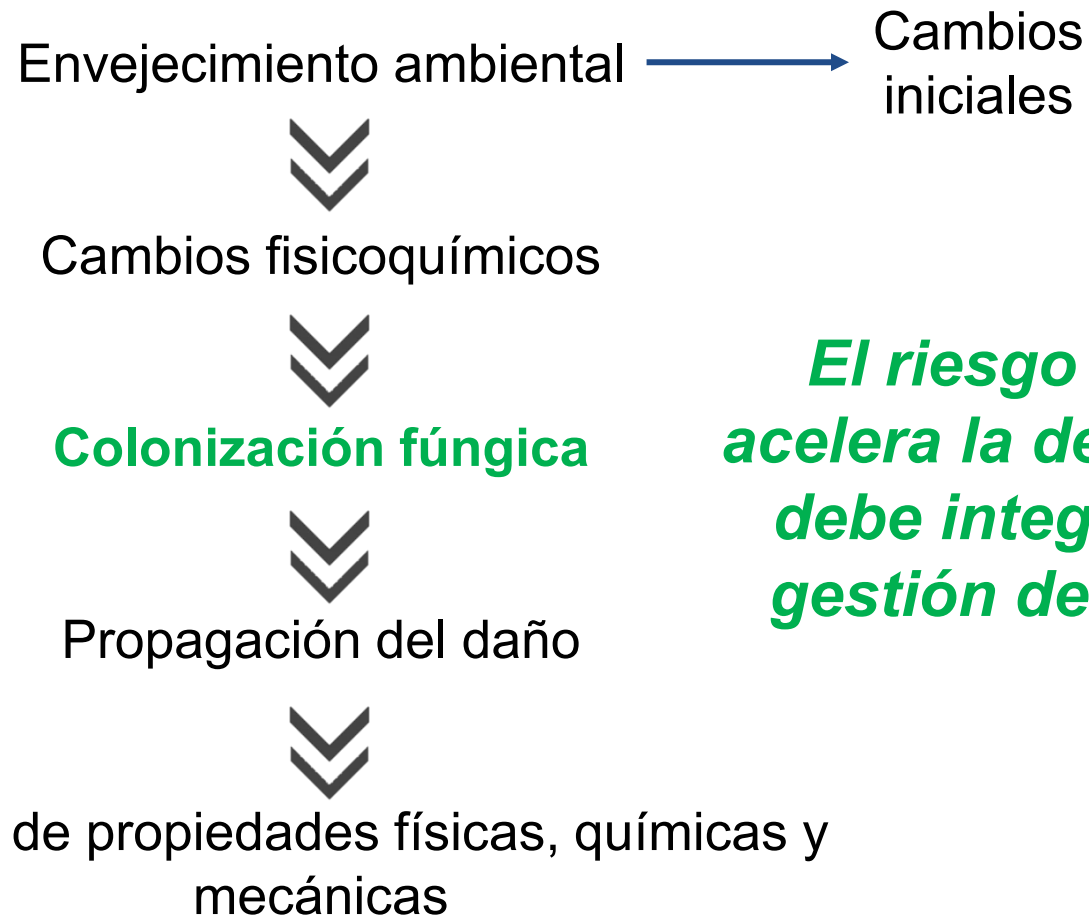 Envejecimiento ambiental
Cambios
iniciales
Cambios fisicoquímicos
Colonización fúngica
Propagación del daño
de propiedades físicas, químicas y
mecánicas
El riesgo
acelera la de
debe integ
gestión de